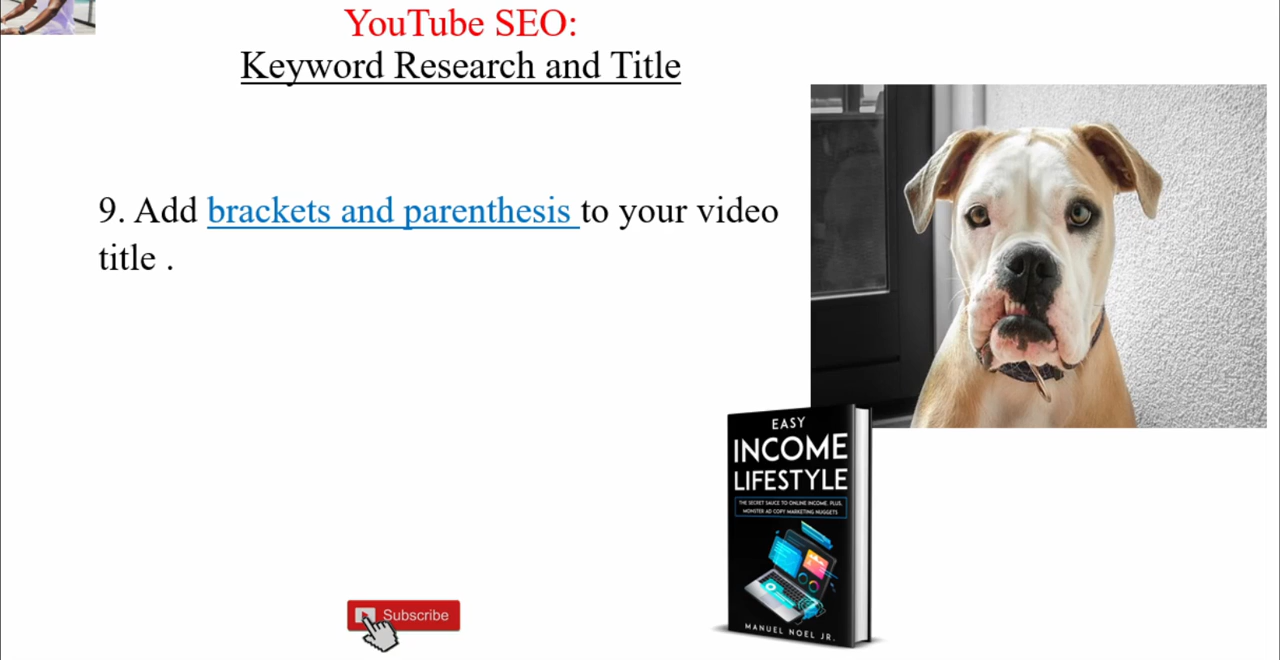 YouTube SEO:
Keyword Research and Title
9. Add brackets and parenthesis to your video
title .
EASY
INCOME
LIFESTYLE
THE SECRET SAUCE TO ONLINE INCOME, PLUS,
MONSTER AD COPY MARKETING NUGGETS
MANUEL NOEL JR.
Subscribe